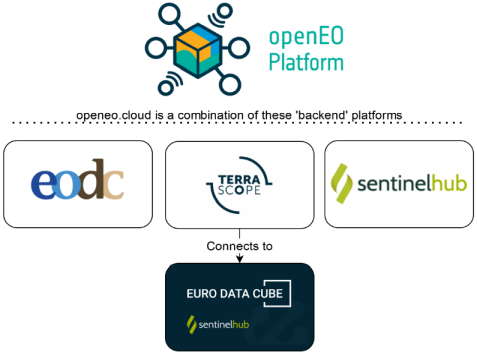 openEO
Platform
openeo.cloud is a combination of these 'backend' platforms
eodc
TERRA
SCOPE
sentinelhub
Connects to
EURO DATA CUBE
sentinelhub